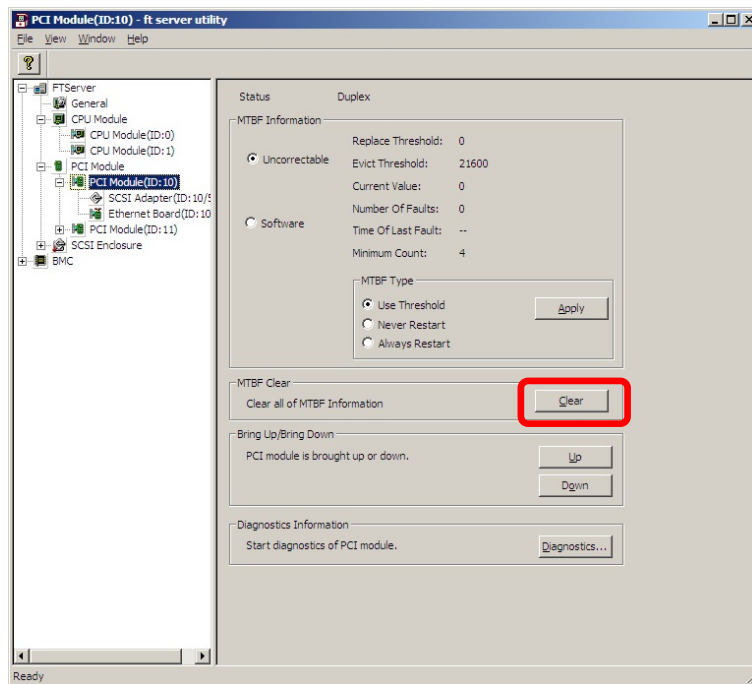 PCI Module(ID:10) - ft server utility
File View Window Help
FTServer
General
CPU Module
CPU Module(ID:0)
CPU Module(ID:1)
PCI Module
PCI Module(ID:10)
SCSI Adapter(ID:10/5
Ethernet Board(ID:10
PCI Module(ID:11)
SCSI Enclosure
BMC
Status Duplex
MTBF Information
Uncorrectable
Software
Replace Threshold: 0
Evict Threshold: 21600
Current Value: 0
Number Of Faults: 0
Time Of Last Fault: --
Minimum Count: 4
MTBF Type
Use Threshold
Never Restart
Always Restart
Apply
MTBF Clear
Clear all of MTBF Information
Clear
Bring Up/Bring Down
PCI module is brought up or down.
Up
Down
Diagnostics Information
Start diagnostics of PCI module.
Diagnostics...
Ready